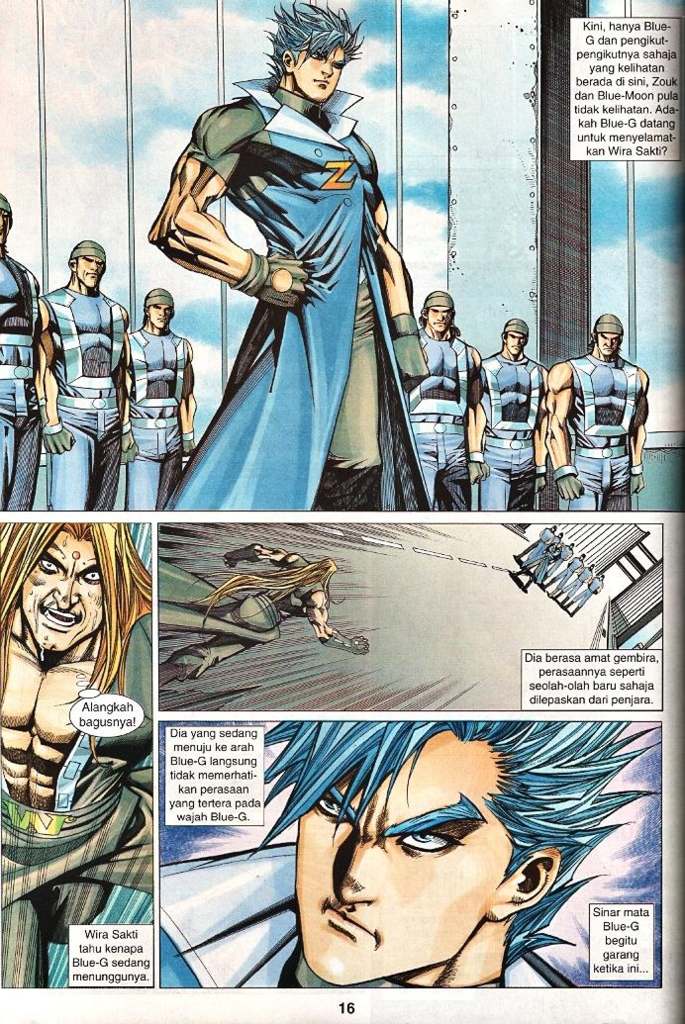 Kini, hanya Blue-
G dan pengikut-
pengikutnya sahaja
yang kelihatan
berada di sini, Zouk
dan Blue-Moon pula
tidak kelihatan. Ada-
kah Blue-G datang
untuk menyelamat-
kan Wira Sakti?
Z
Alangkah
bagusnya!
Wira Sakti
tahu kenapa
Blue-G sedang
menunggunya.
Dia berasa amat gembira,
perasaannya seperti
seolah-olah baru sahaja
dilepaskan dari penjara.
Dia yang sedang
menuju ke arah
Blue-G langsung
tidak memerhati-
kan perasaan
yang tertera pada
wajah Blue-G.
Sinar mata
Blue-G
begitu
garang
ketika ini...
16